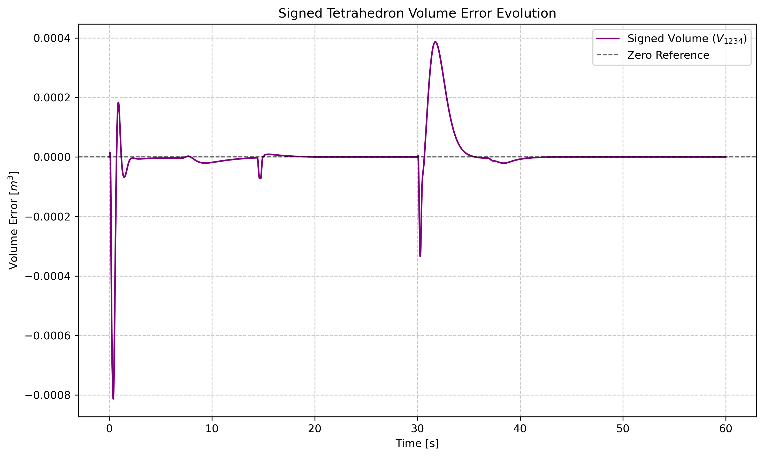 Signed Tetrahedron Volume Error Evolution
Signed Volume (V₁₂₃₄)
Zero Reference
Volume Error [m³]
0.0004
0.0002
0.0000
−0.0002
−0.0004
−0.0006
−0.0008
0 10 20 30 40 50 60
Time [s]